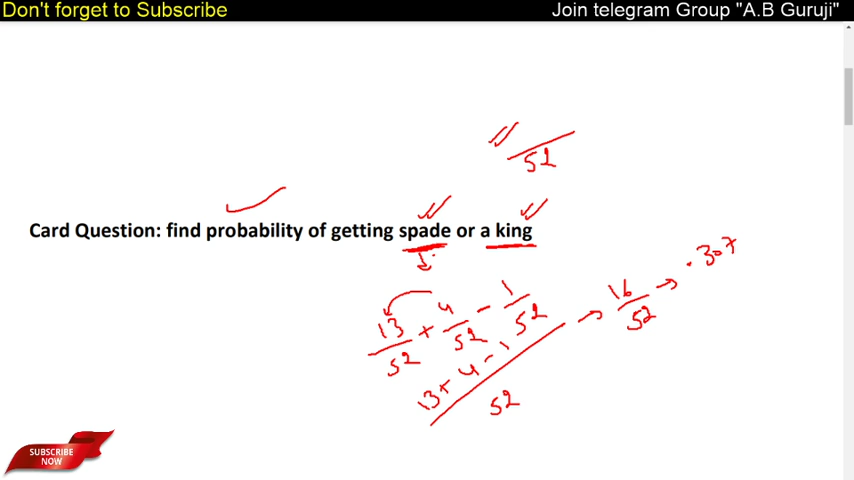 Don't forget to Subscribe
Join telegram Group "A.B Guruji"
52
Card Question: find probability of getting spade or a king
13/52 + 4/52 - 1/52
13+4-1/52 → 16/52 → .307
SUBSCRIBE
NOW